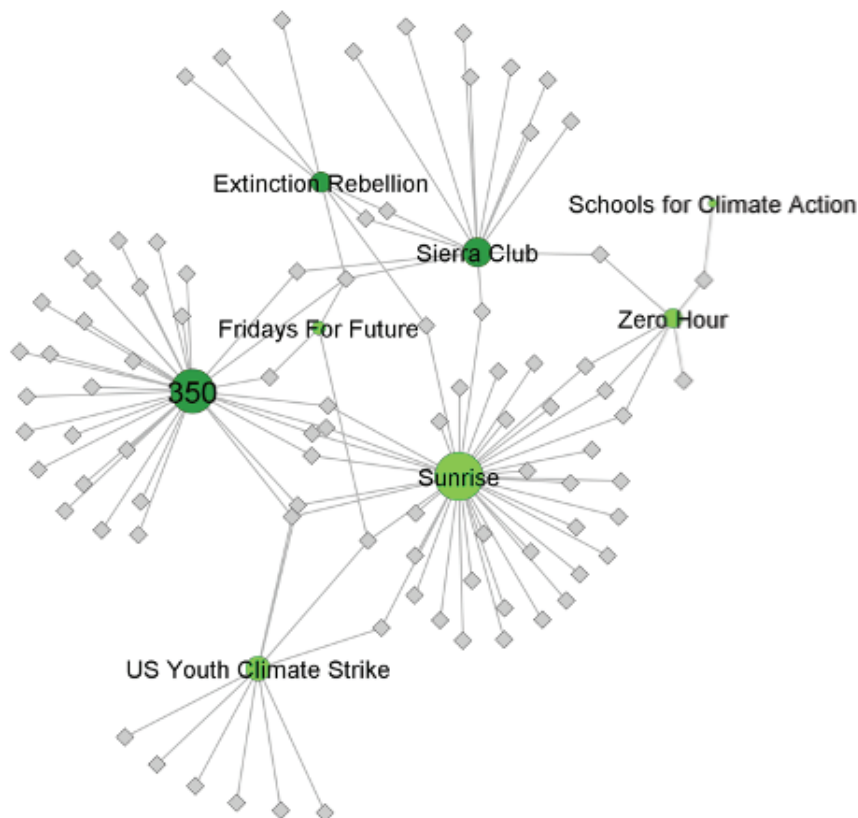 Extinction Rebellion
Schools for Climate Action
Sierra Club
Zero Hour
Fridays For Future
350
Sunrise
US Youth Climate Strike